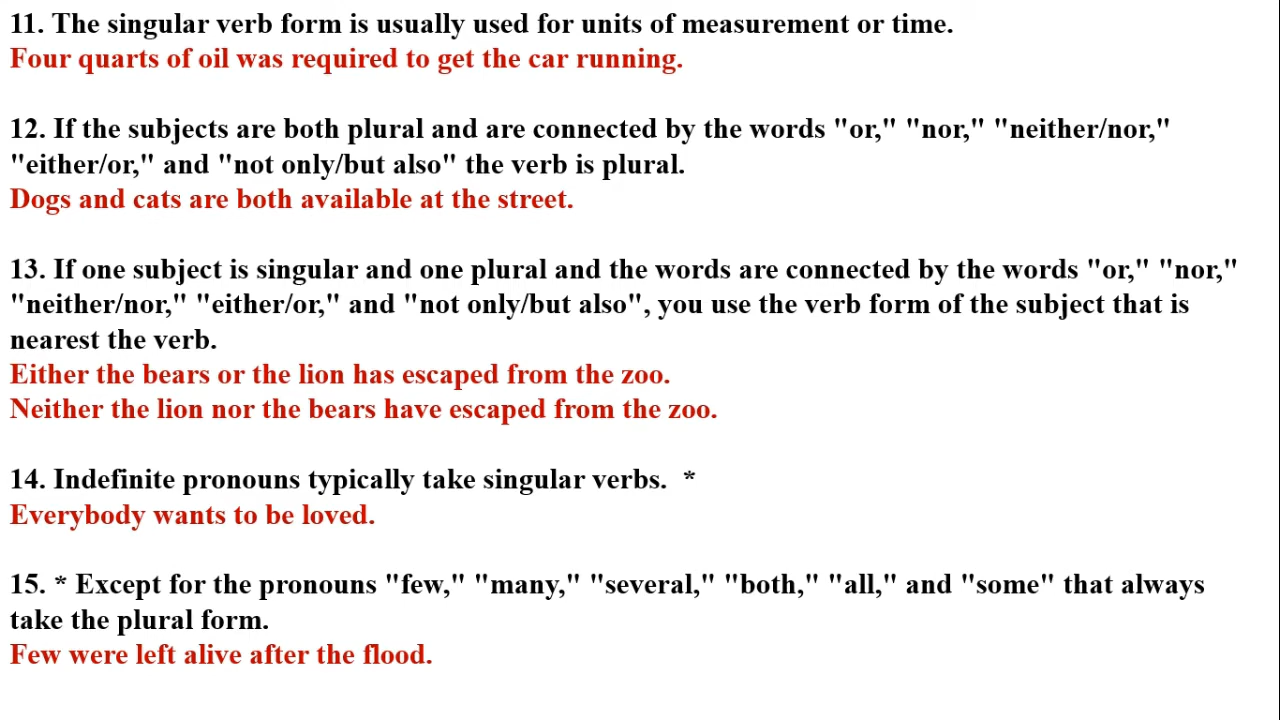 11. The singular verb form is usually used for units of measurement or time.
Four quarts of oil was required to get the car running.
12. If the subjects are both plural and are connected by the words "or," "nor," "neither/nor,"
"either/or," and "not only/but also" the verb is plural.
Dogs and cats are both available at the street.
13. If one subject is singular and one plural and the words are connected by the words "or," "nor,"
"neither/nor," "either/or," and "not only/but also", you use the verb form of the subject that is
nearest the verb.
Either the bears or the lion has escaped from the zoo.
Neither the lion nor the bears have escaped from the zoo.
14. Indefinite pronouns typically take singular verbs. *
Everybody wants to be loved.
15. * Except for the pronouns "few," "many," "several," "both," "all," and "some" that always
take the plural form.
Few were left alive after the flood.